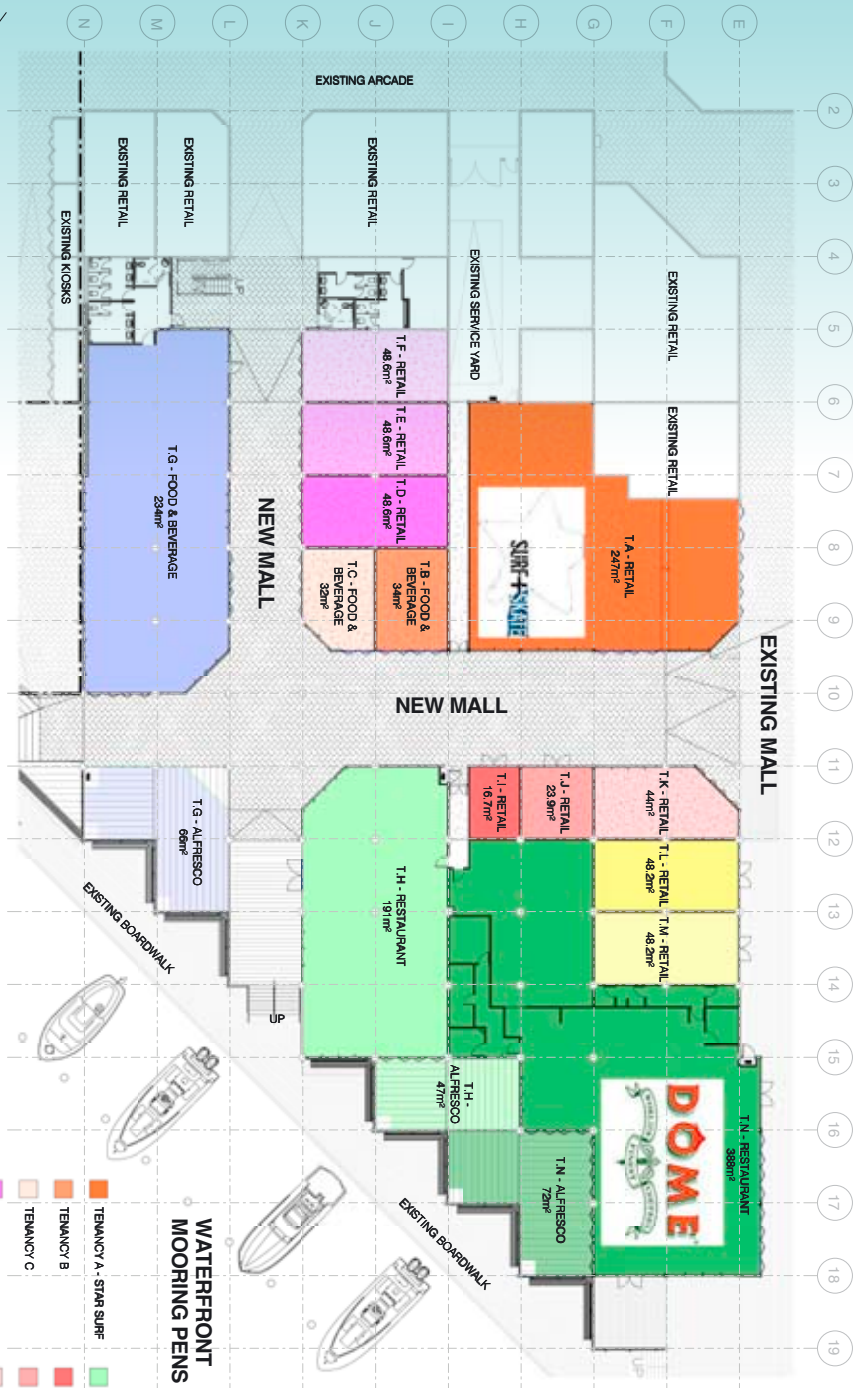 N
M
L
K
J
I
H
G
F
E
2
3
4
5
6
7
8
9
10
11
12
13
14
15
16
17
18
19
EXISTING ARCADE
EXISTING RETAIL
EXISTING RETAIL
EXISTING RETAIL
EXISTING KIOSKS
EXISTING SERVICE YARD
EXISTING RETAIL
EXISTING RETAIL
UP
T.F - RETAIL
48.6m²
T.E - RETAIL
48.6m²
T.D - RETAIL
48.6m²
T.C - FOOD &
BEVERAGE
32m²
T.B - FOOD &
BEVERAGE
34m²
T.G - FOOD & BEVERAGE
234m²
NEW MALL
T.A - RETAIL
247m²
SURF SKATE
EXISTING MALL
NEW MALL
T.I - RETAIL
16.7m²
T.J - RETAIL
23.9m²
T.K - RETAIL
44m²
T.L - RETAIL
48.2m²
T.M - RETAIL
48.2m²
T.G - ALFRESCO
66m²
T.H - RESTAURANT
191m²
EXISTING BOARDWALK
UP
T.H -
ALFRESCO
47m²
T.N - RESTAURANT
388m²
DÔME
T.N - ALFRESCO
72m²
EXISTING BOARDWALK
UP
WATERFRONT
MOORING PENS
TENANCY A - STAR SURF
TENANCY B
TENANCY C